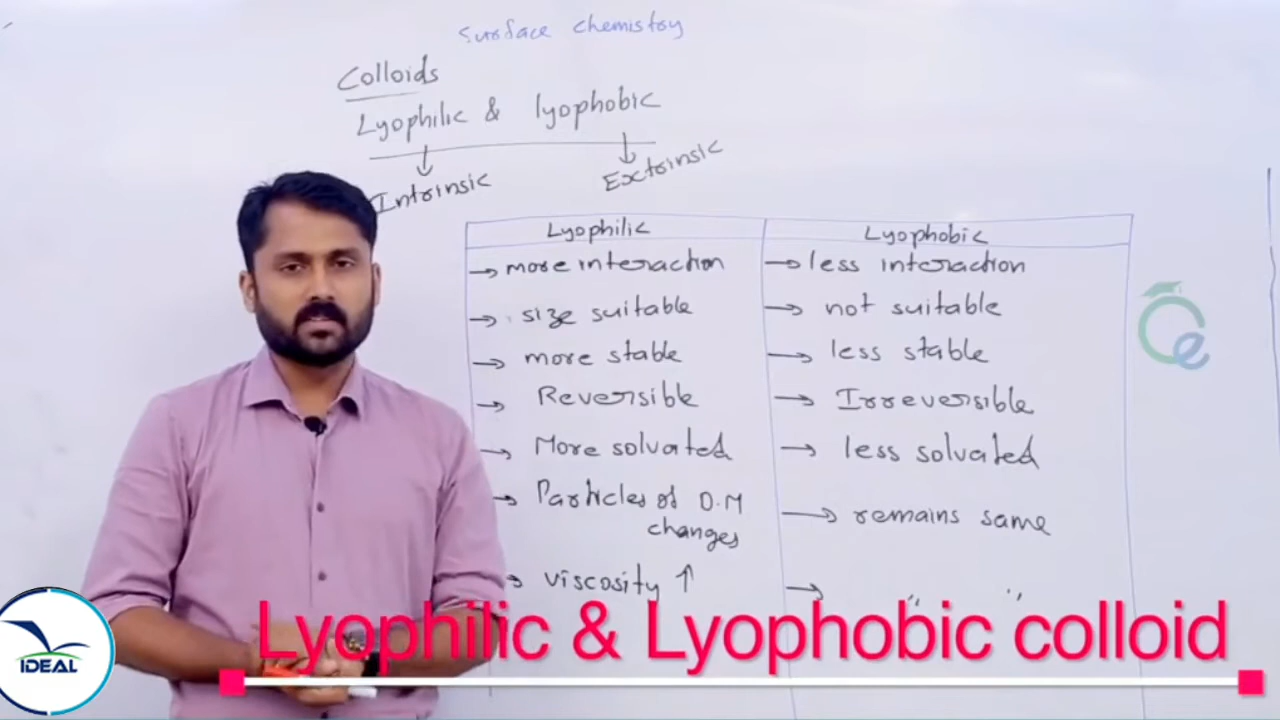 Surface chemistry
Colloids
Lyophilic & lyophobic
Intrinsic Extrinsic
Lyophilic Lyophobic
→ more interaction → less interaction
→ size suitable → not suitable
→ more stable → less stable
→ Reversible → Irreversible
→ More solvated → less solvated
→ Particles of D.M → remains same
changes
→ viscosity ↑ → " "
Lyophilic & Lyophobic colloid
IDEAL